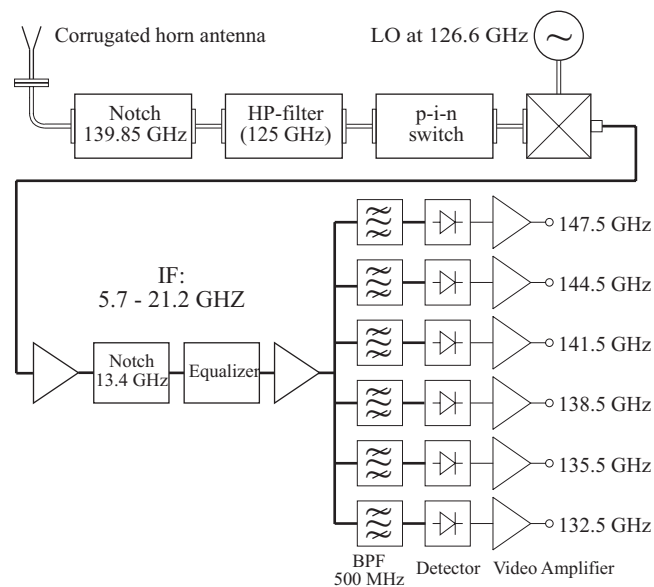 Corrugated horn antenna
LO at 126.6 GHz
~
Notch
139.85 GHz
HP-filter
(125 GHz)
p-i-n
switch
147.5 GHz
144.5 GHz
IF:
5.7 - 21.2 GHZ
141.5 GHz
Notch
13.4 GHz
Equalizer
138.5 GHz
135.5 GHz
132.5 GHz
BPF
500 MHz
Detector
Video Amplifier